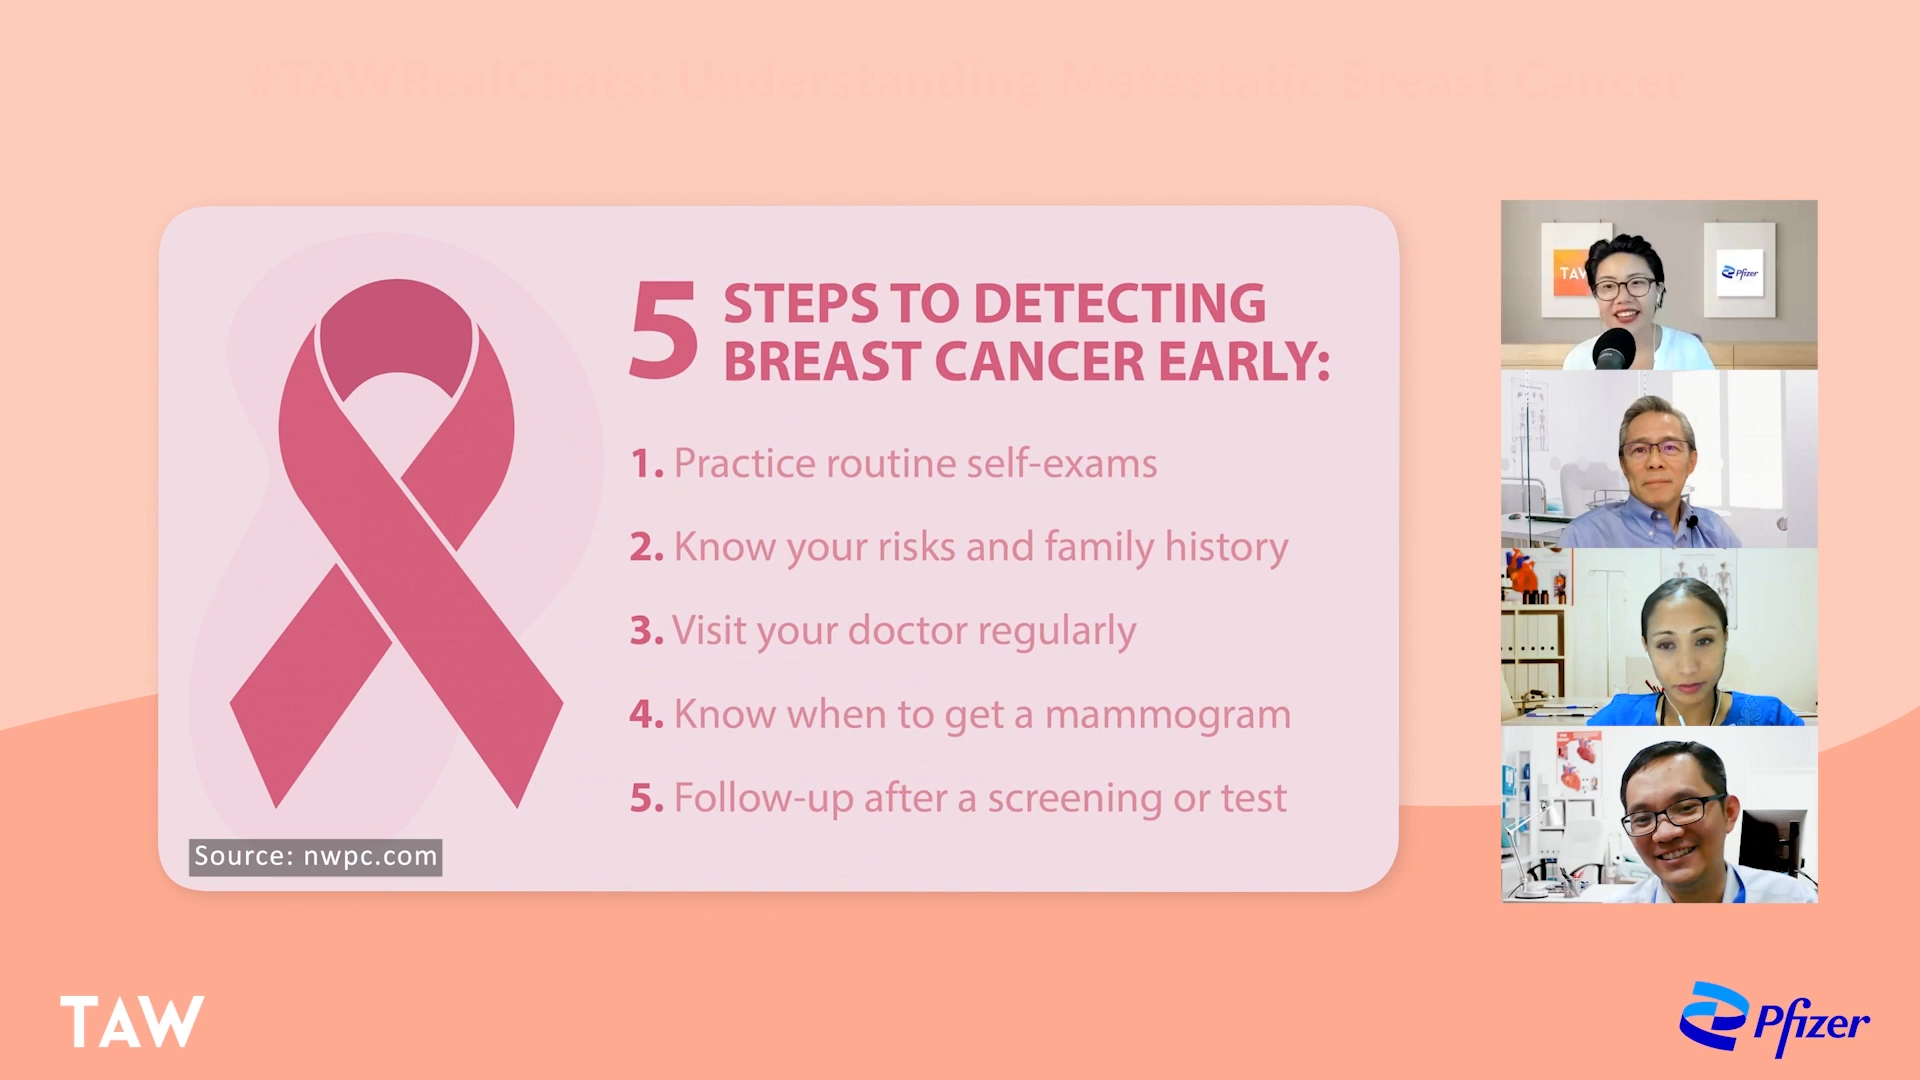 #TAWRealChats: Understanding Metastatic Breast Cancer
5 STEPS TO DETECTING
BREAST CANCER EARLY:
1. Practice routine self-exams
2. Know your risks and family history
3. Visit your doctor regularly
4. Know when to get a mammogram
5. Follow-up after a screening or test
Source: nwpc.com
TAW
Pfizer
TAW
Pfizer